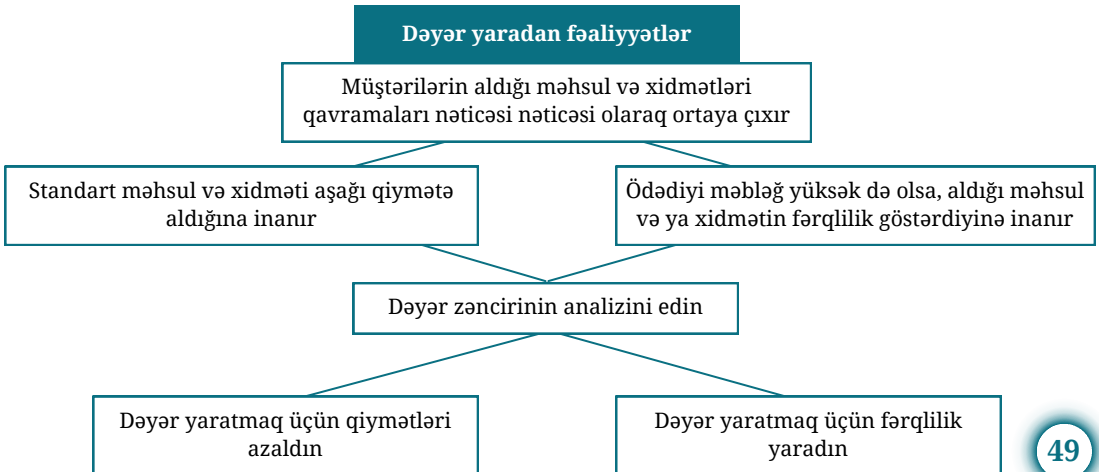 Dəyər yaradan fəaliyyətlər
Müştərilərin aldığı məhsul və xidmətləri
qavramaları nəticəsi nəticəsi olaraq ortaya çıxır
Standart məhsul və xidməti aşağı qiymətə
aldığına inanır
Ödədiyi məbləğ yüksək də olsa, aldığı məhsul
və ya xidmətin fərqlilik göstərdiyinə inanır
Dəyər zəncirinin analizini edin
Dəyər yaratmaq üçün qiymətləri
azaldın
Dəyər yaratmaq üçün fərqlilik
yaradın
49